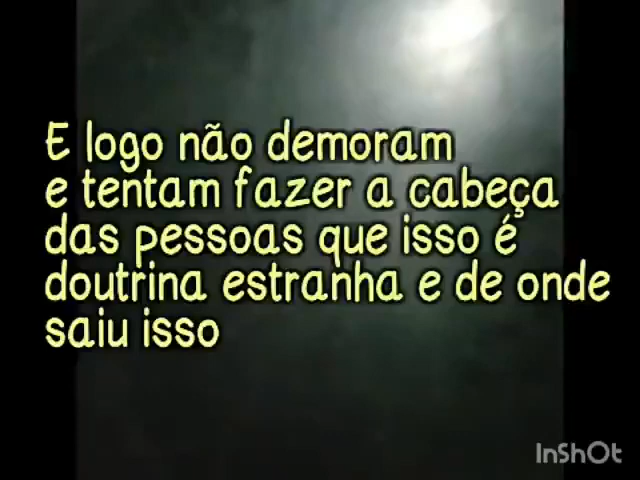 E logo não demoram
e tentam fazer a cabeça
das pessoas que isso é
doutrina estranha e de onde
saiu isso
InShOt